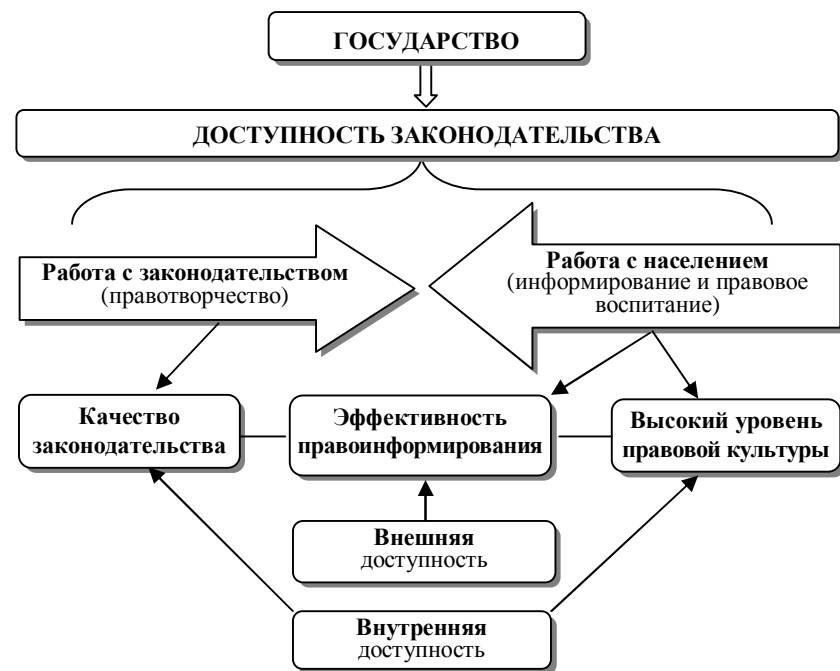 ГОСУДАРСТВО
ДОСТУПНОСТЬ ЗАКОНОДАТЕЛЬСТВА
Работа с законодательством
(правотворчество)
Работа с населением
(информирование и правовое
воспитание)
Качество
законодательства
Эффективность
правоинформирования
Высокий уровень
правовой культуры
Внешняя
доступность
Внутренняя
доступность